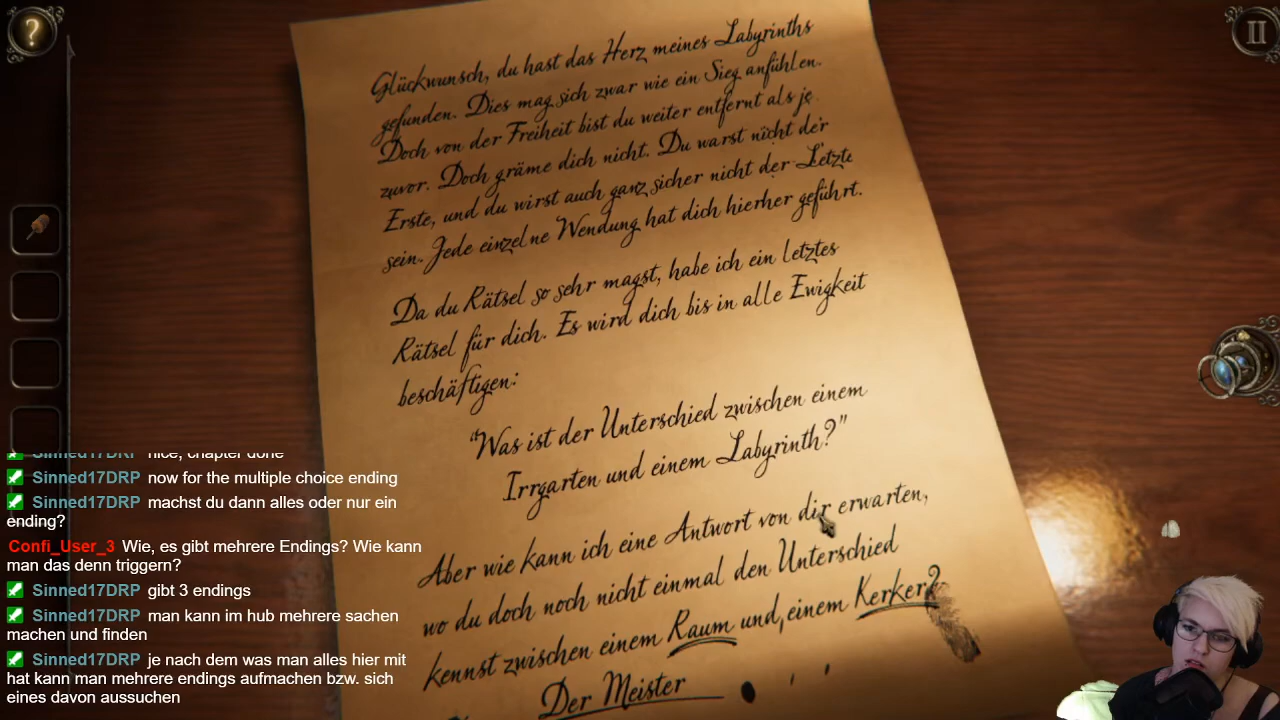 ?
II
Glückwunsch, du hast das Herz meines Labyrinths
gefunden. Dies mag sich zwar wie ein Sieg anfühlen.
Doch von der Freiheit bist du weiter entfernt als je
zuvor. Doch gräme dich nicht. Du warst nicht der
Erste, und du wirst auch ganz sicher nicht der Letzte
sein. Jede einzelne Wendung hat dich hierher geführt.
Da du Rätsel so sehr magst, habe ich ein letztes
Rätsel für dich. Es wird dich bis in alle Ewigkeit
beschäftigen:
"Was ist der Unterschied zwischen einem
Irrgarten und einem Labyrinth?"
Aber wie kann ich eine Antwort von dir erwarten,
wo du doch noch nicht einmal den Unterschied
kennst zwischen einem Raum und einem Kerker?
Der Meister
Sinned17DRP nice, chapter done
Sinned17DRP now for the multiple choice ending
Sinned17DRP machst du dann alles oder nur ein
ending?
Confi_User_3 Wie, es gibt mehrere Endings? Wie kann
man das denn triggern?
Sinned17DRP gibt 3 endings
Sinned17DRP man kann im hub mehrere sachen
machen und finden
Sinned17DRP je nach dem was man alles hier mit
hat kann man mehrere endings aufmachen bzw. sich
eines davon aussuchen